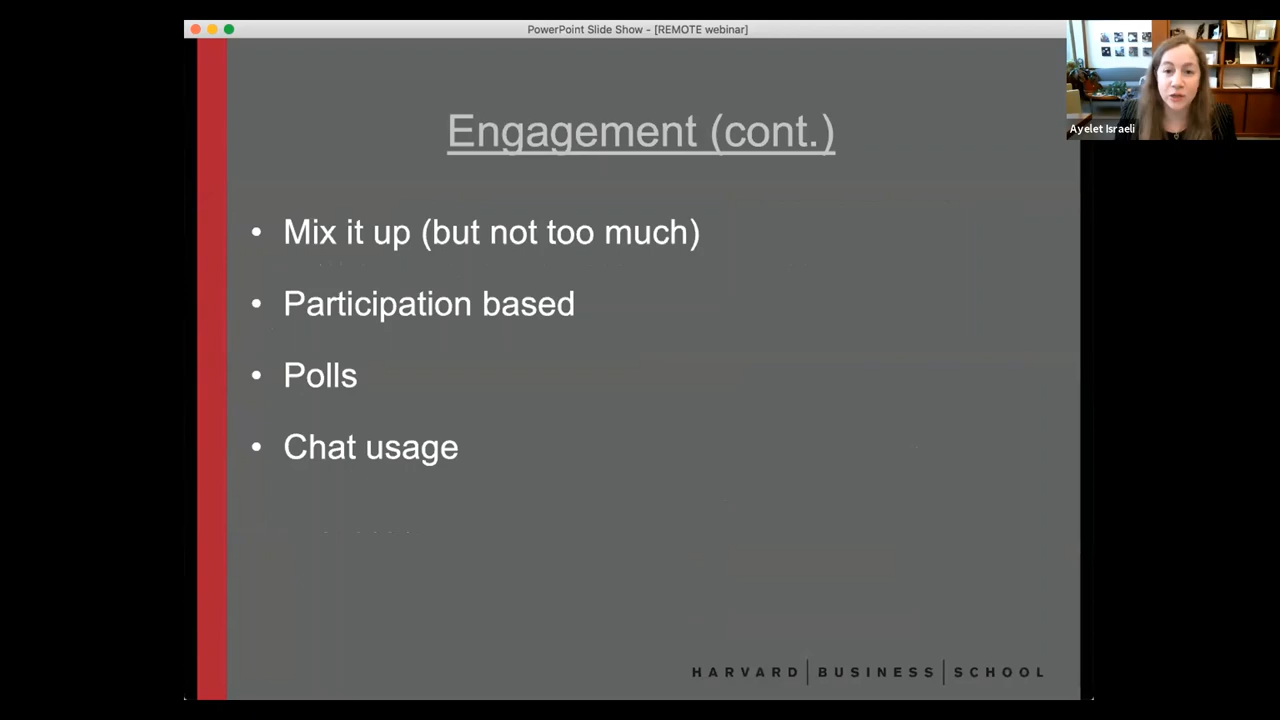 PowerPoint Slide Show - [REMOTE webinar]
Ayelet Israeli
Engagement (cont.)
• Mix it up (but not too much)
• Participation based
• Polls
• Chat usage
HARVARD | BUSINESS | SCHOOL